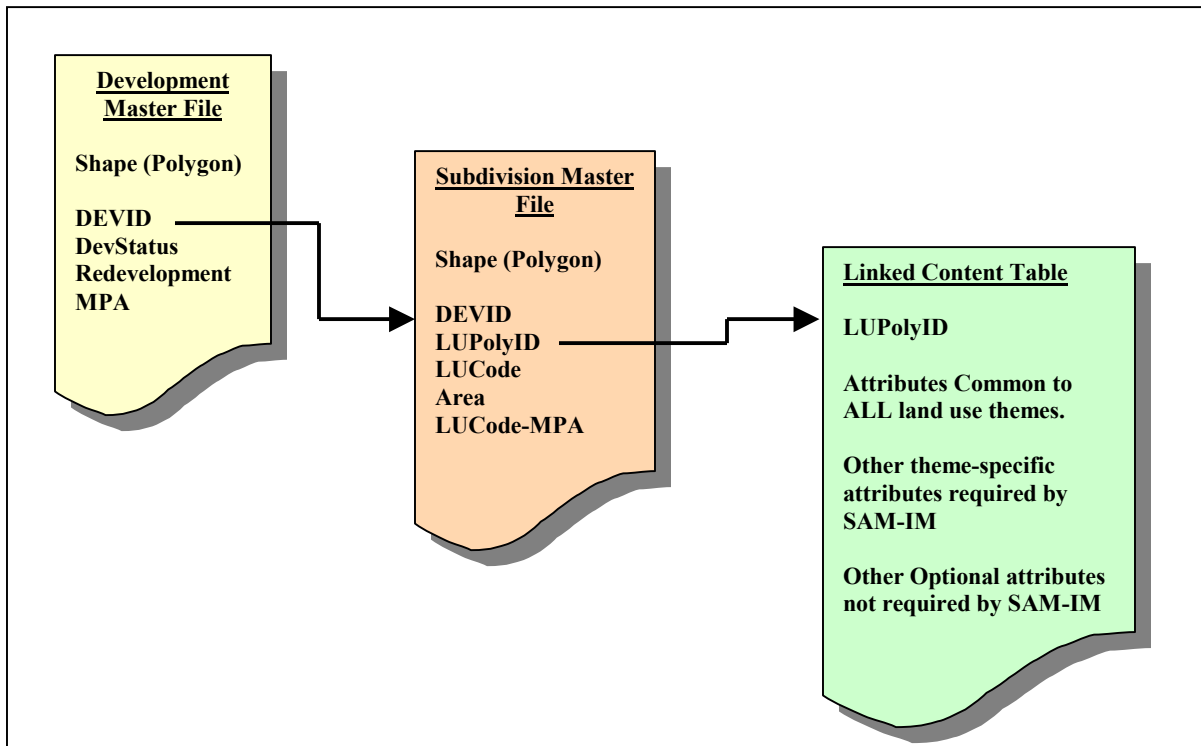 Development
Master File
Shape (Polygon)
DEVID
DevStatus
Redevelopment
MPA
Subdivision Master
File
Shape (Polygon)
DEVID
LUPolyID
LUCode
Area
LUCode-MPA
Linked Content Table
LUPolyID
Attributes Common to
ALL land use themes.
Other theme-specific
attributes required by
SAM-IM
Other Optional attributes
not required by SAM-IM